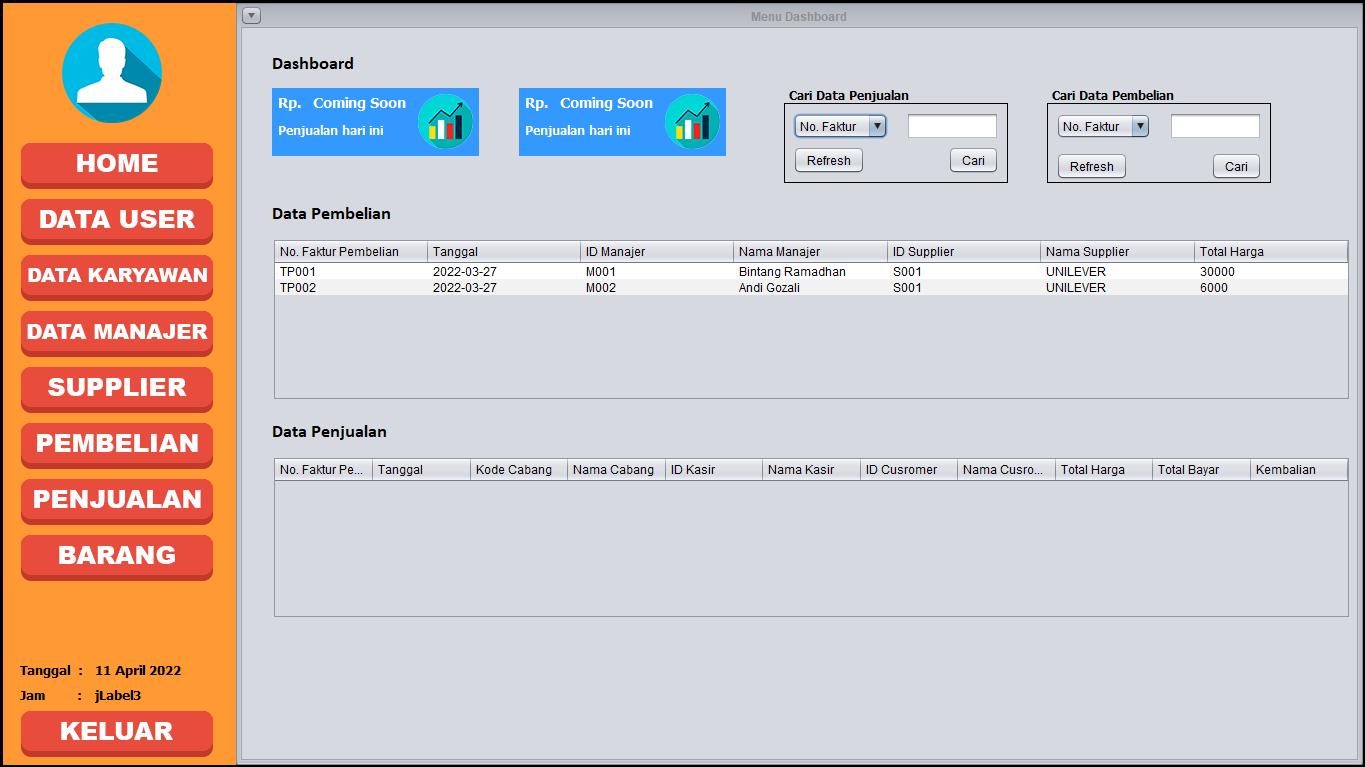 Menu Dashboard
HOME
DATA USER
DATA KARYAWAN
DATA MANAJER
SUPPLIER
PEMBELIAN
PENJUALAN
BARANG
Tanggal : 11 April 2022
Jam : jLabel3
KELUAR
Dashboard
Rp. Coming Soon
Penjualan hari ini
Rp. Coming Soon
Penjualan hari ini
Cari Data Penjualan
No. Faktur
Refresh Cari
Cari Data Pembelian
No. Faktur
Refresh Cari
Data Pembelian
No. Faktur Pembelian Tanggal ID Manajer Nama Manajer ID Supplier Nama Supplier Total Harga
TP001 2022-03-27 M001 Bintang Ramadhan S001 UNILEVER 30000
TP002 2022-03-27 M002 Andi Gozali S001 UNILEVER 6000
Data Penjualan
No. Faktur Pe... Tanggal Kode Cabang Nama Cabang ID Kasir Nama Kasir ID Cusromer Nama Cusro... Total Harga Total Bayar Kembalian